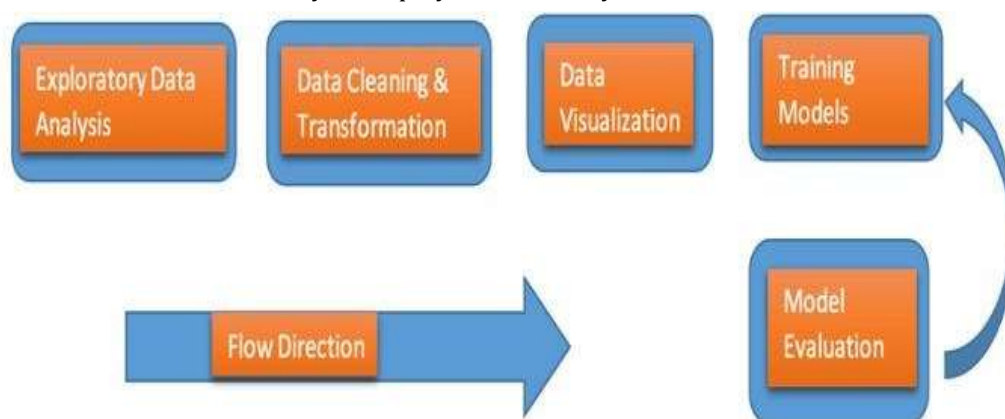 Exploratory Data
Analysis
Data Cleaning &
Transformation
Data
Visualization
Training
Models
Flow Direction
Model
Evaluation